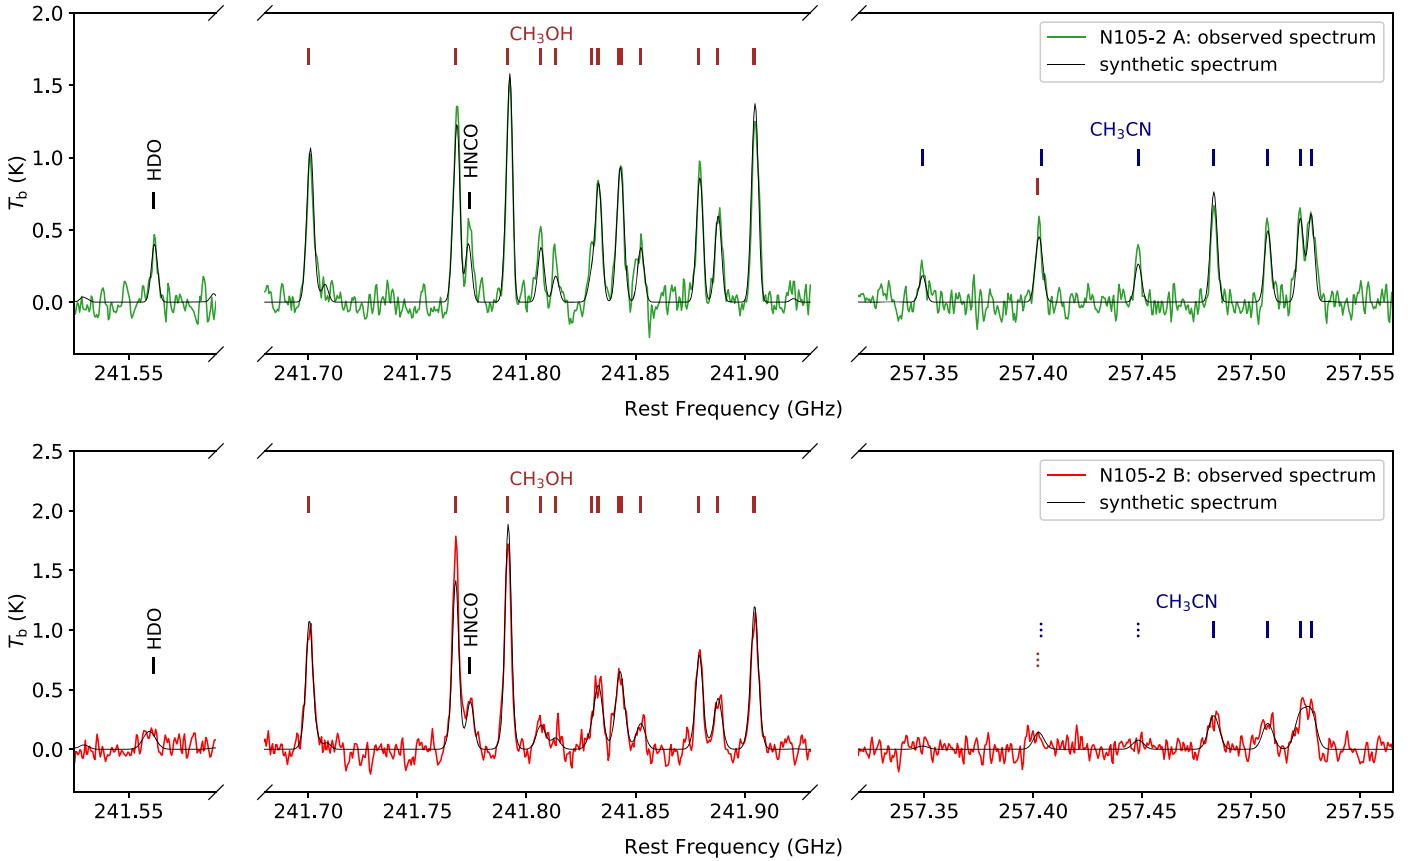 2.0
1.5
1.0
0.5
0.0
T_b (K)
CH₃OH
HDO
HNCO
CH₃CN
N105-2 A: observed spectrum
synthetic spectrum
241.55
241.70
241.75
241.80
241.85
241.90
257.35
257.40
257.45
257.50
257.55
Rest Frequency (GHz)
2.5
2.0
1.5
1.0
0.5
0.0
T_b (K)
CH₃OH
HDO
HNCO
CH₃CN
N105-2 B: observed spectrum
synthetic spectrum
241.55
241.70
241.75
241.80
241.85
241.90
257.35
257.40
257.45
257.50
257.55
Rest Frequency (GHz)